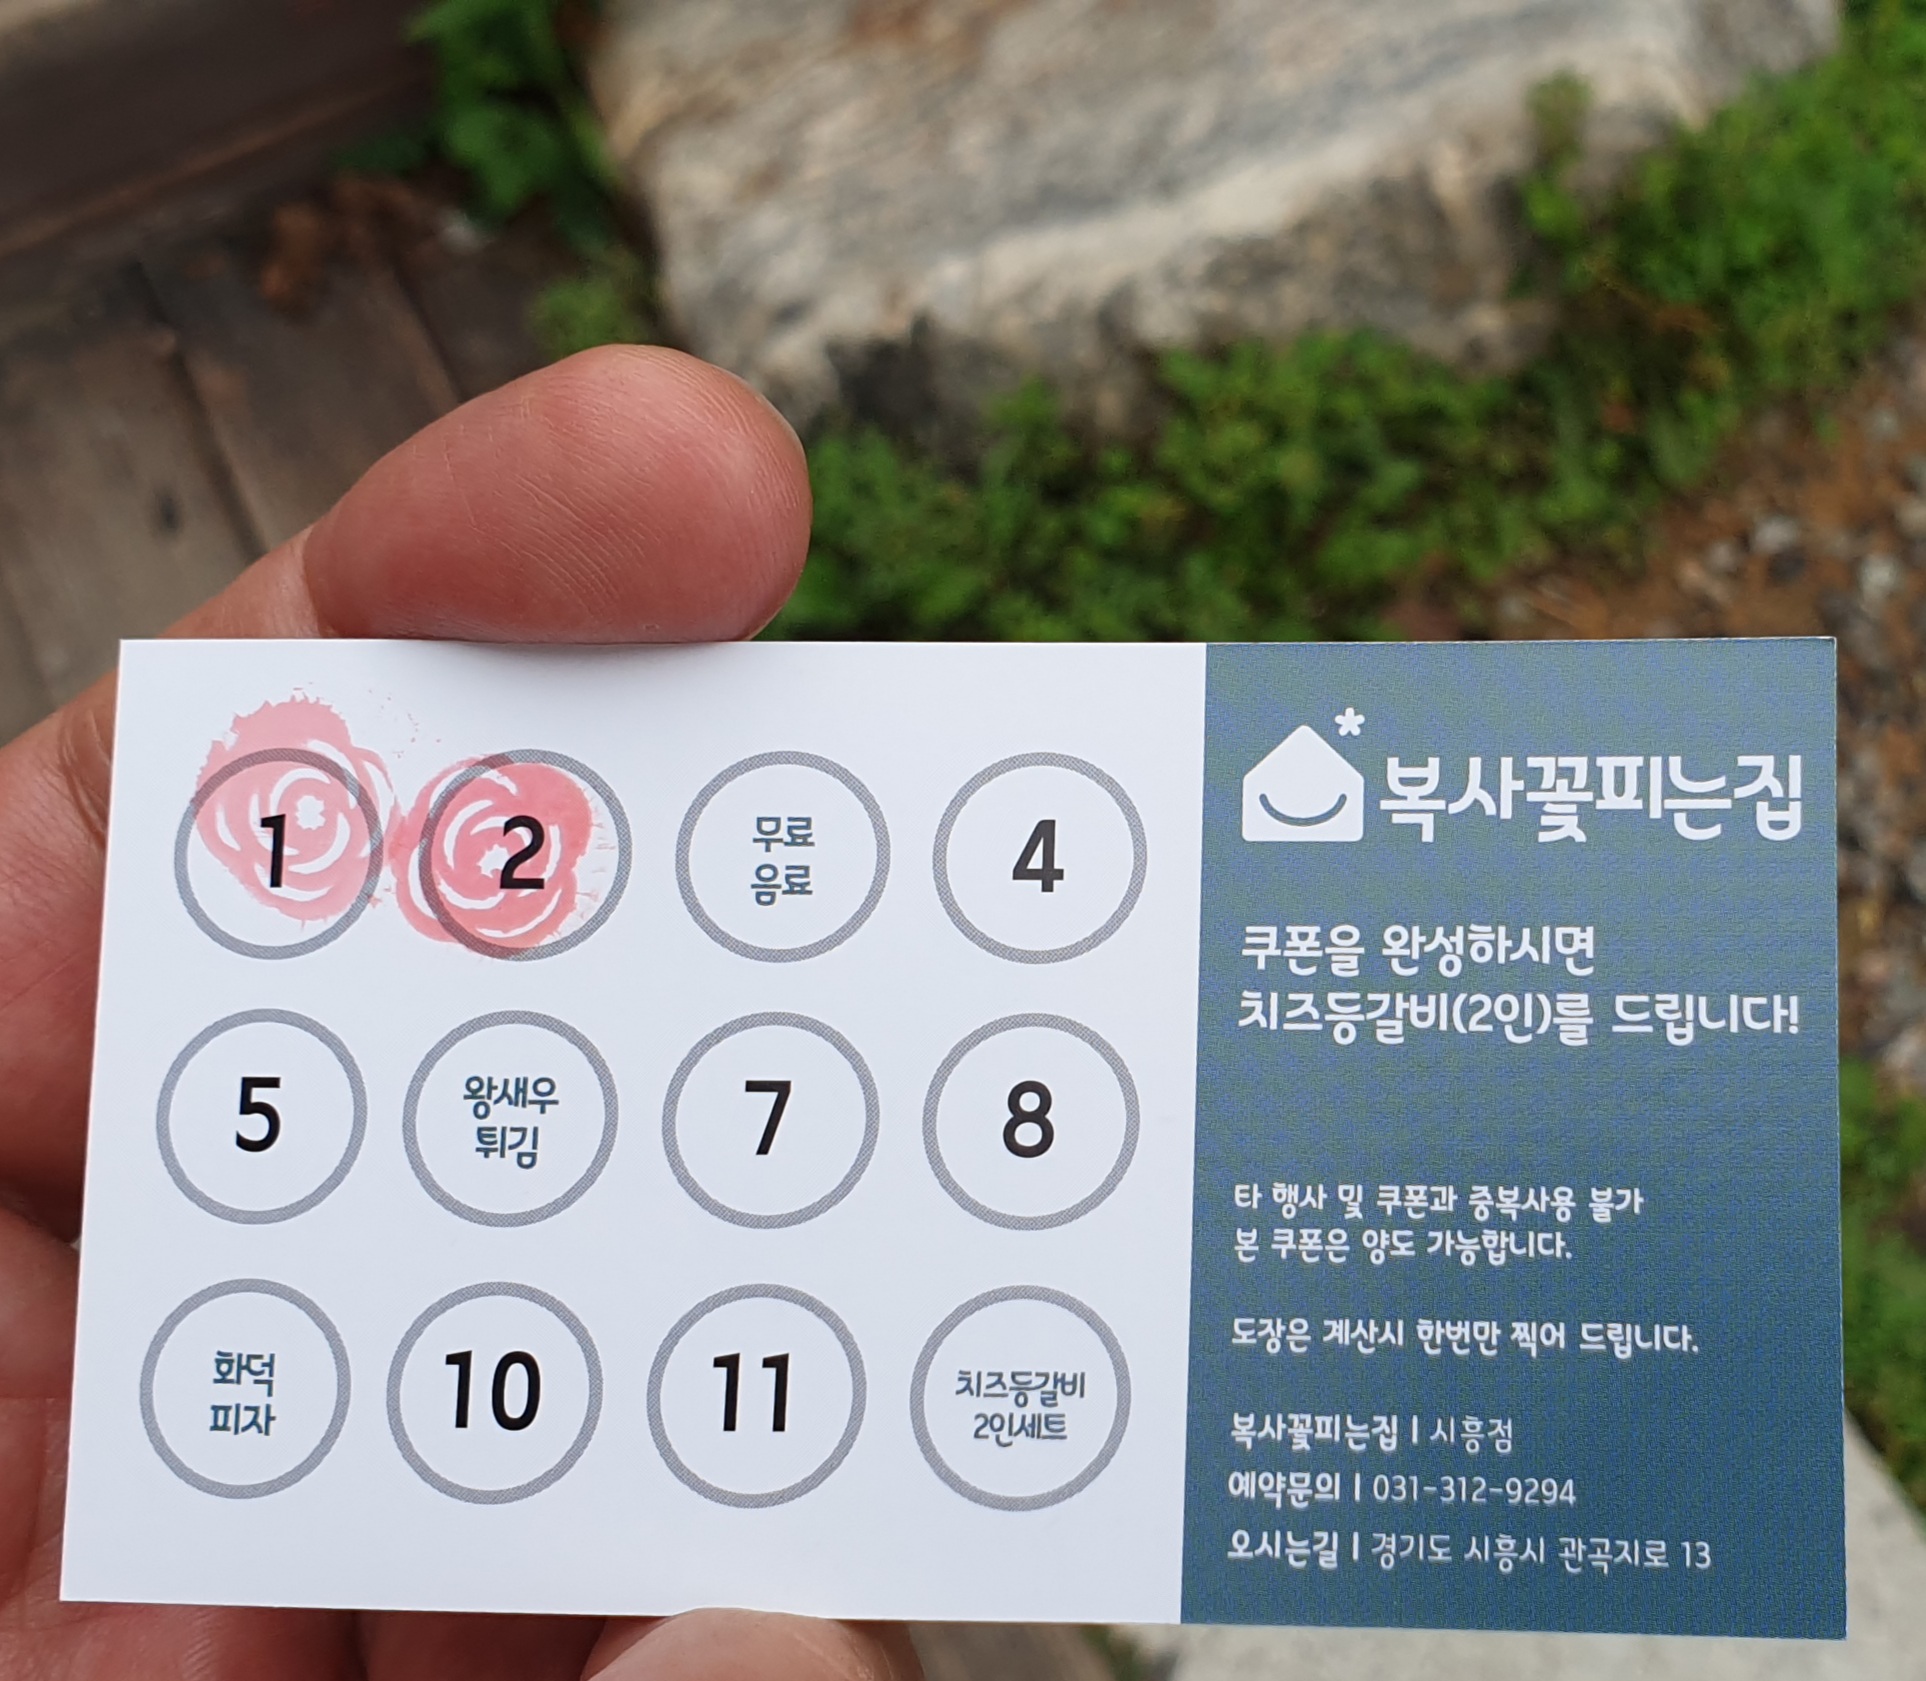 1
2
무료
음료
4
5
왕새우
튀김
7
8
화덕
피자
10
11
치즈등갈비
2인세트
복사꽃피는집
쿠폰을 완성하시면
치즈등갈비(2인)를 드립니다!
타 행사 및 쿠폰과 중복사용 불가
본 쿠폰은 양도 가능합니다.
도장은 계산시 한번만 찍어 드립니다.
복사꽃피는집 | 시흥점
예약문의 | 031-312-9294
오시는길 | 경기도 시흥시 관곡지로 13